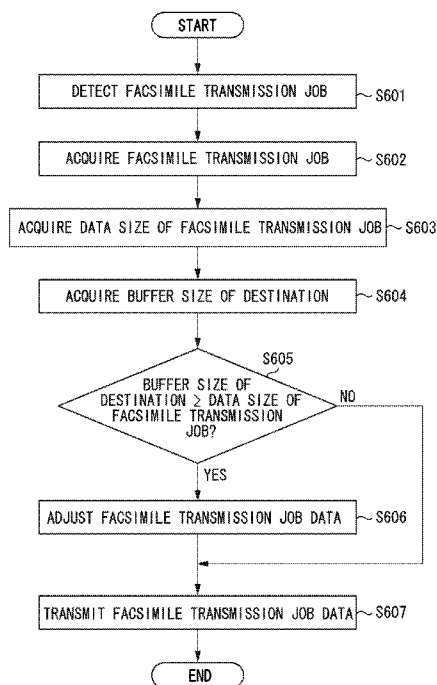 START
DETECT FACSIMILE TRANSMISSION JOB
S601
ACQUIRE FACSIMILE TRANSMISSION JOB
S602
ACQUIRE DATA SIZE OF FACSIMILE TRANSMISSION JOB
S603
ACQUIRE BUFFER SIZE OF DESTINATION
S604
S605
BUFFER SIZE OF
DESTINATION ≥ DATA SIZE OF
FACSIMILE TRANSMISSION
JOB?
NO
YES
ADJUST FACSIMILE TRANSMISSION JOB DATA
S606
TRANSMIT FACSIMILE TRANSMISSION JOB DATA
S607
END